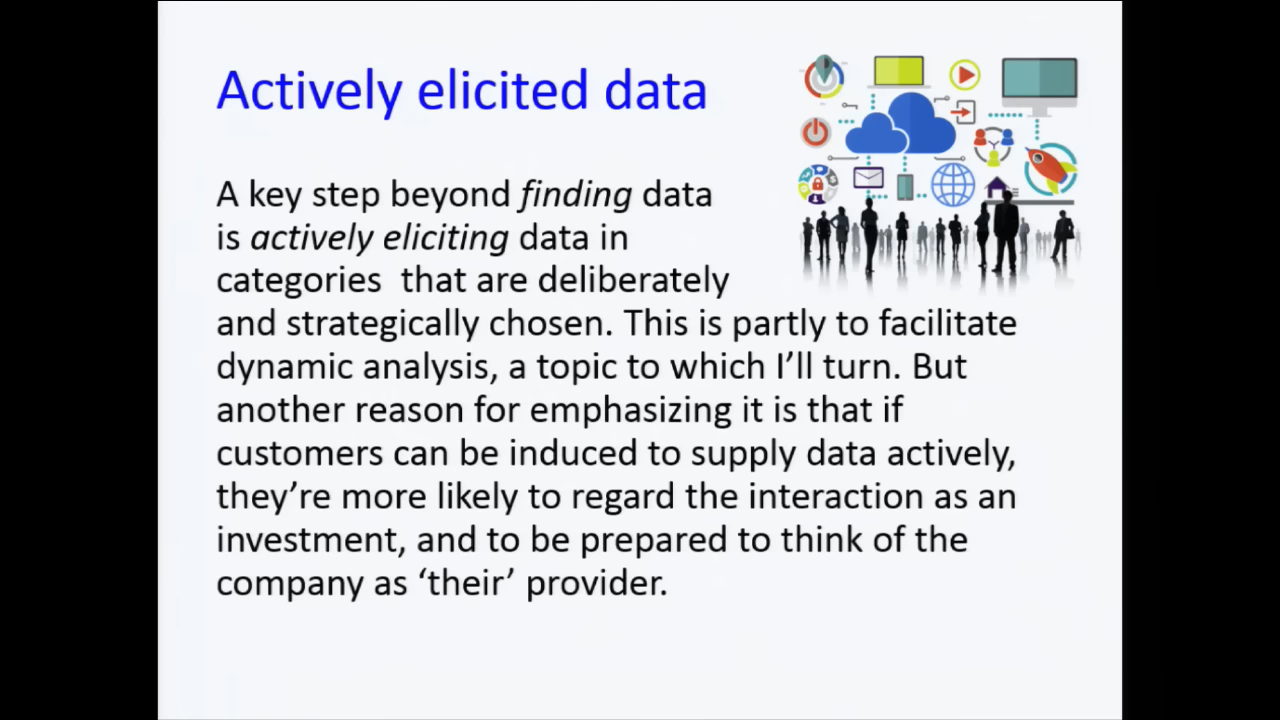 Actively elicited data
A key step beyond finding data
is actively eliciting data in
categories  that are deliberately
and strategically chosen. This is partly to facilitate
dynamic analysis, a topic to which I’ll turn. But
another reason for emphasizing it is that if
customers can be induced to supply data actively,
they’re more likely to regard the interaction as an
investment, and to be prepared to think of the
company as ‘their’ provider.